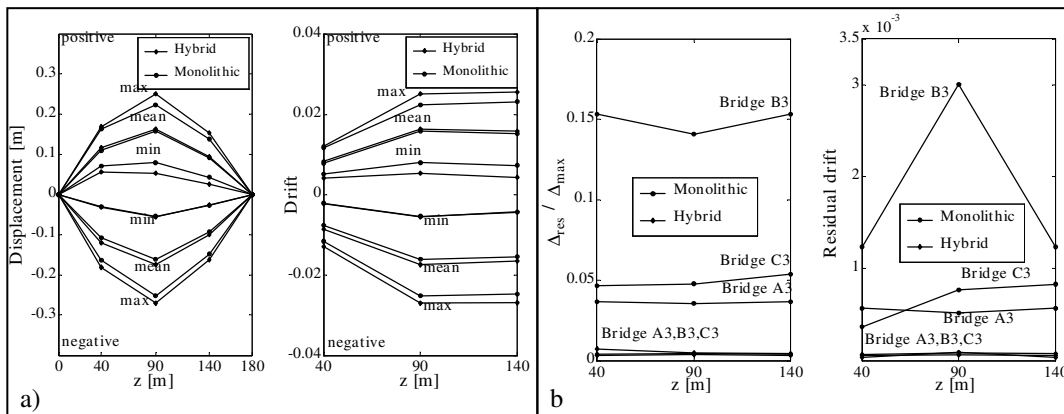 positive
Hybrid
Monolithic
max
mean
min
min
mean
max
negative
0.3
0.2
0.1
0
-0.1
-0.2
-0.3
Displacement [m]
0 40 90 140 180
z [m]
a)
positive
Hybrid
Monolithic
max
mean
min
min
mean
max
negative
0.04
0.02
0
-0.02
-0.04
Drift
40 90 140
z [m]
0.2
0.15
0.1
0.05
0
Δres / Δmax
Bridge B3
Monolithic
Hybrid
Bridge C3
Bridge A3
Bridge A3,B3,C3
40 90 140
z [m]
b
x 10⁻³
3.5
3
2
1
0
Residual drift
Bridge B3
Monolithic
Hybrid
Bridge C3
Bridge A3
Bridge A3,B3,C3
40 90 140
z [m]